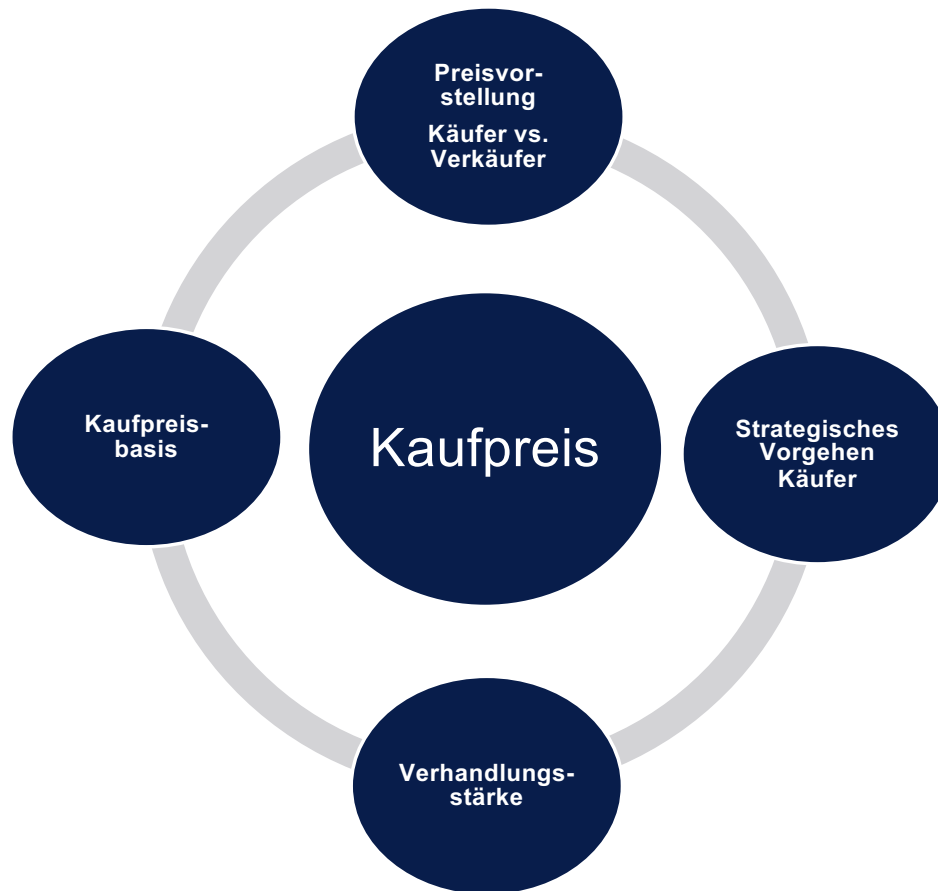 Preisvor-
stellung
Käufer vs.
Verkäufer
Kaufpreis-
basis
Kaufpreis
Strategisches
Vorgehen
Käufer
Verhandlungs-
stärke